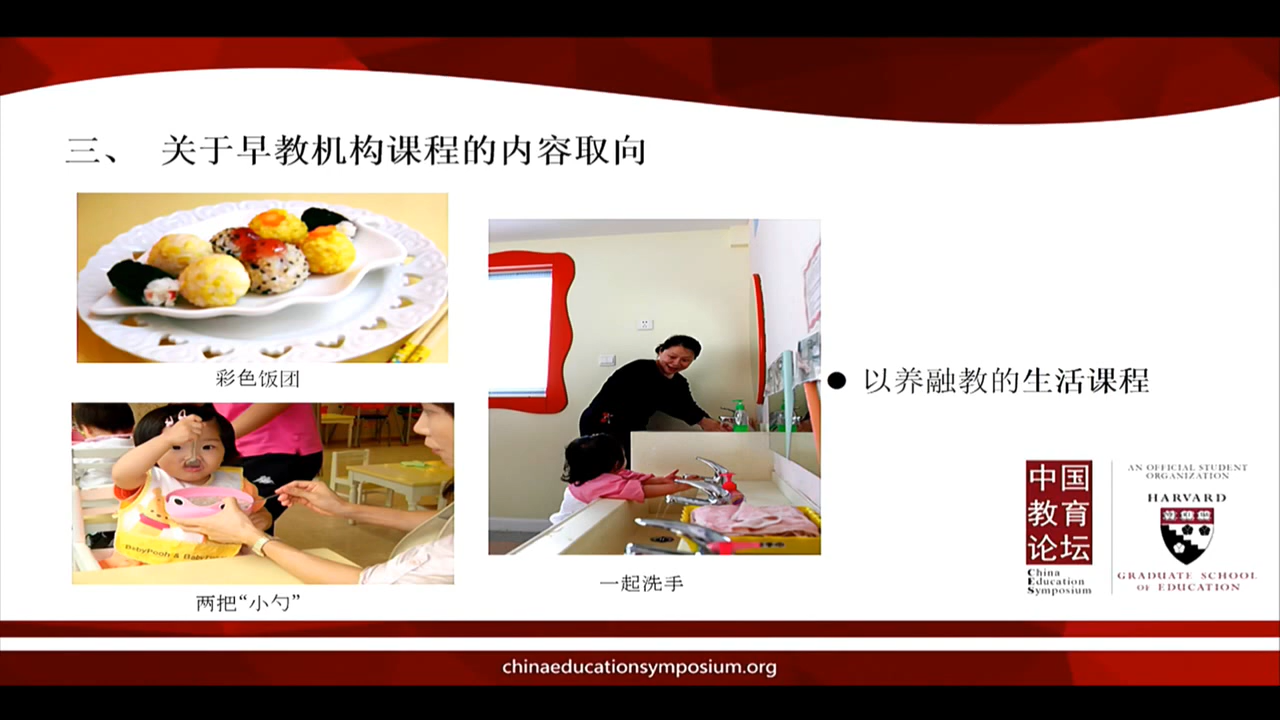 三、 关于早教机构课程的内容取向
彩色饭团
两把“小勺”
一起洗手
● 以养融教的生活课程
BabyPooh & Baby
中国
教育
论坛
China
Education
Symposium
AN OFFICIAL STUDENT
ORGANIZATION
HARVARD
GRADUATE SCHOOL
OF EDUCATION
chinaeducationsymposium.org